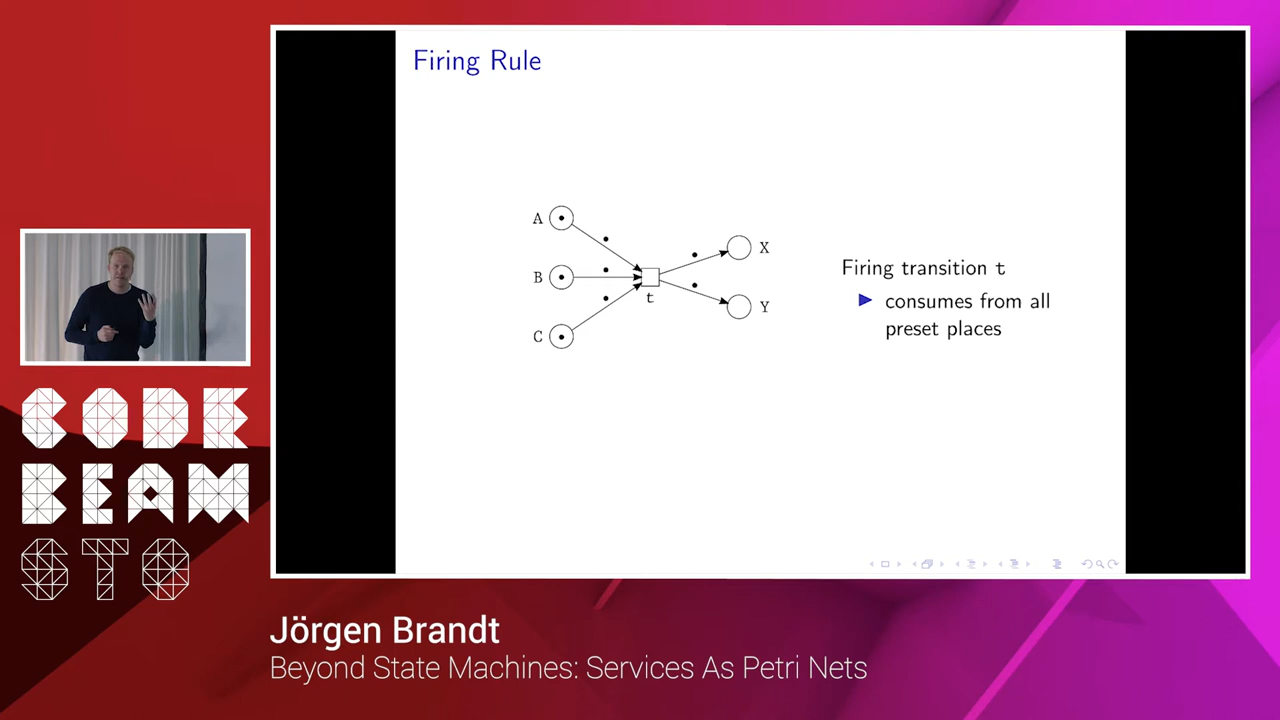 Firing Rule
A
B
C
t
X
Y
Firing transition t
consumes from all
preset places
CODE
BEAM
STO
Jörgen Brandt
Beyond State Machines: Services As Petri Nets